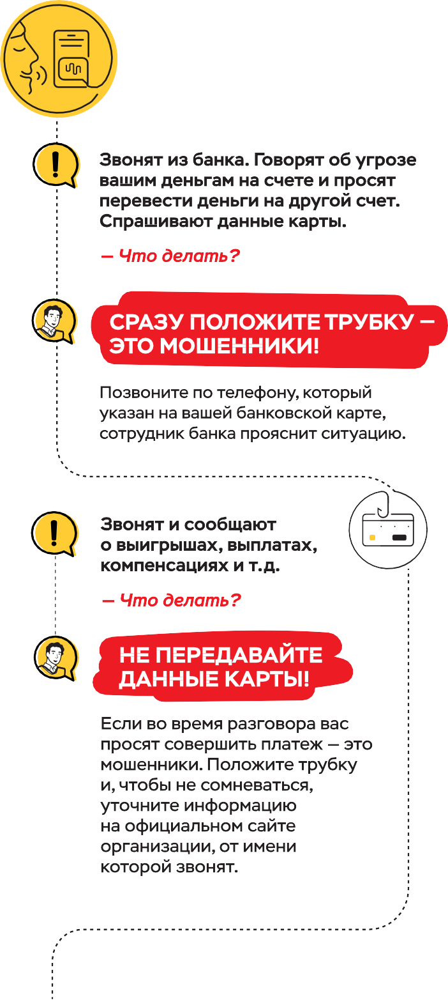 Звонят из банка. Говорят об угрозе
вашим деньгам на счете и просят
перевести деньги на другой счет.
Спрашивают данные карты.
— Что делать?
СРАЗУ ПОЛОЖИТЕ ТРУБКУ —
ЭТО МОШЕННИКИ!
Позвоните по телефону, который
указан на вашей банковской карте,
сотрудник банка прояснит ситуацию.
Звонят и сообщают
о выигрышах, выплатах,
компенсациях и т.д.
— Что делать?
НЕ ПЕРЕДАВАЙТЕ
ДАННЫЕ КАРТЫ!
Если во время разговора вас
просят совершить платеж — это
мошенники. Положите трубку
и, чтобы не сомневаться,
уточните информацию
на официальном сайте
организации, от имени
которой звонят.